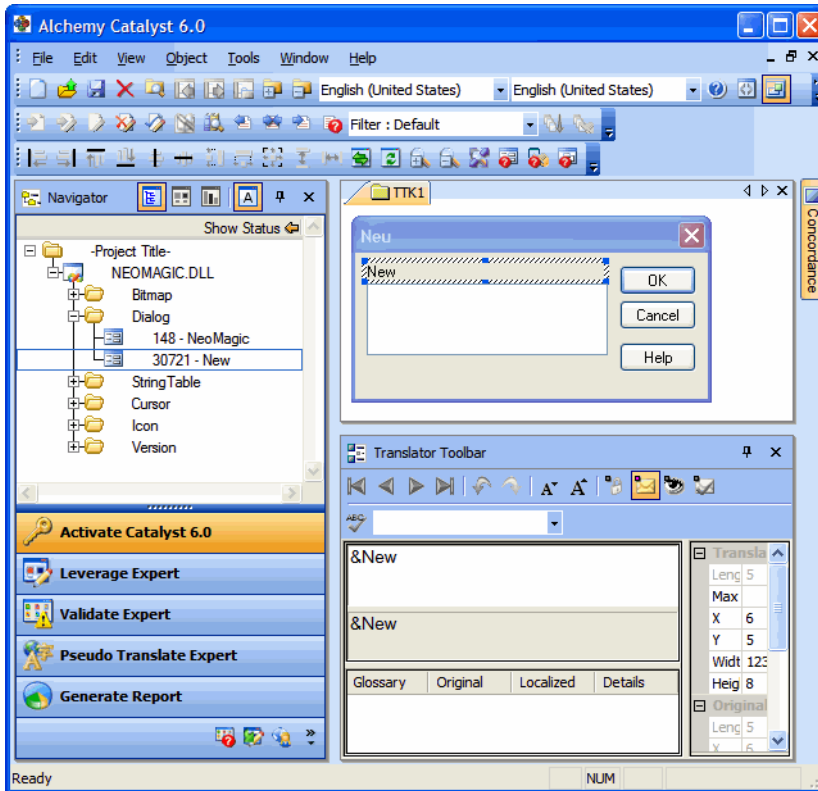 Alchemy Catalyst 6.0
File Edit View Object Tools Window Help
English (United States) English (United States)
Filter : Default
Navigator A
Show Status
-Project Title-
NEOMAGIC.DLL
Bitmap
Dialog
148 - NeoMagic
30721 - New
StringTable
Cursor
Icon
Version
Activate Catalyst 6.0
Leverage Expert
Validate Expert
Pseudo Translate Expert
Generate Report
TTK1
Neu
New
OK
Cancel
Help
Concordance
Translator Toolbar
A A
ABC
&New
&New
Glossary Original Localized Details
Transla
Leng 5
Max
X 6
Y 5
Widt 123
Heig 8
Original
Leng 5
X 6
Ready NUM